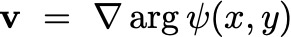 v = ∇ arg ψ(x, y)